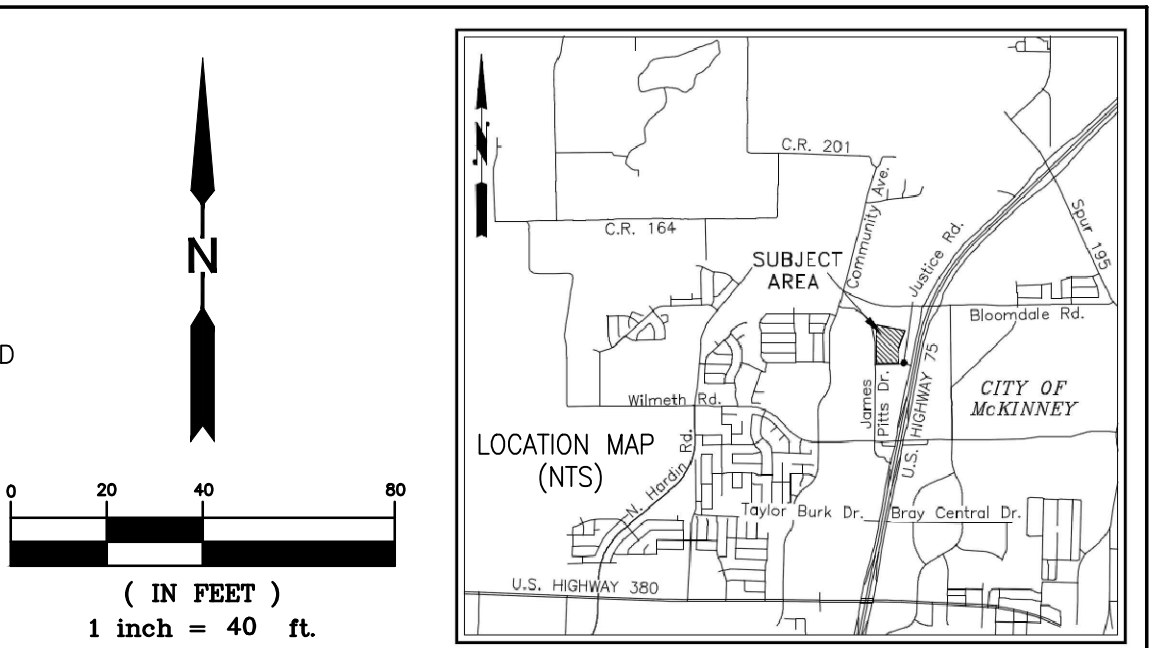 N
D
0 20 40 80
( IN FEET )
1 inch = 40 ft.
N
C.R. 201
C.R. 164
Community Ave.
Justice Rd.
Spur 195
SUBJECT
AREA
Bloomdale Rd.
James
Pitts Dr.
U.S. HIGHWAY 75
CITY OF
McKINNEY
Wilmeth Rd.
LOCATION MAP
(NTS)
N. Hardin Rd.
Taylor Burk Dr.
Bray Central Dr.
U.S. HIGHWAY 380